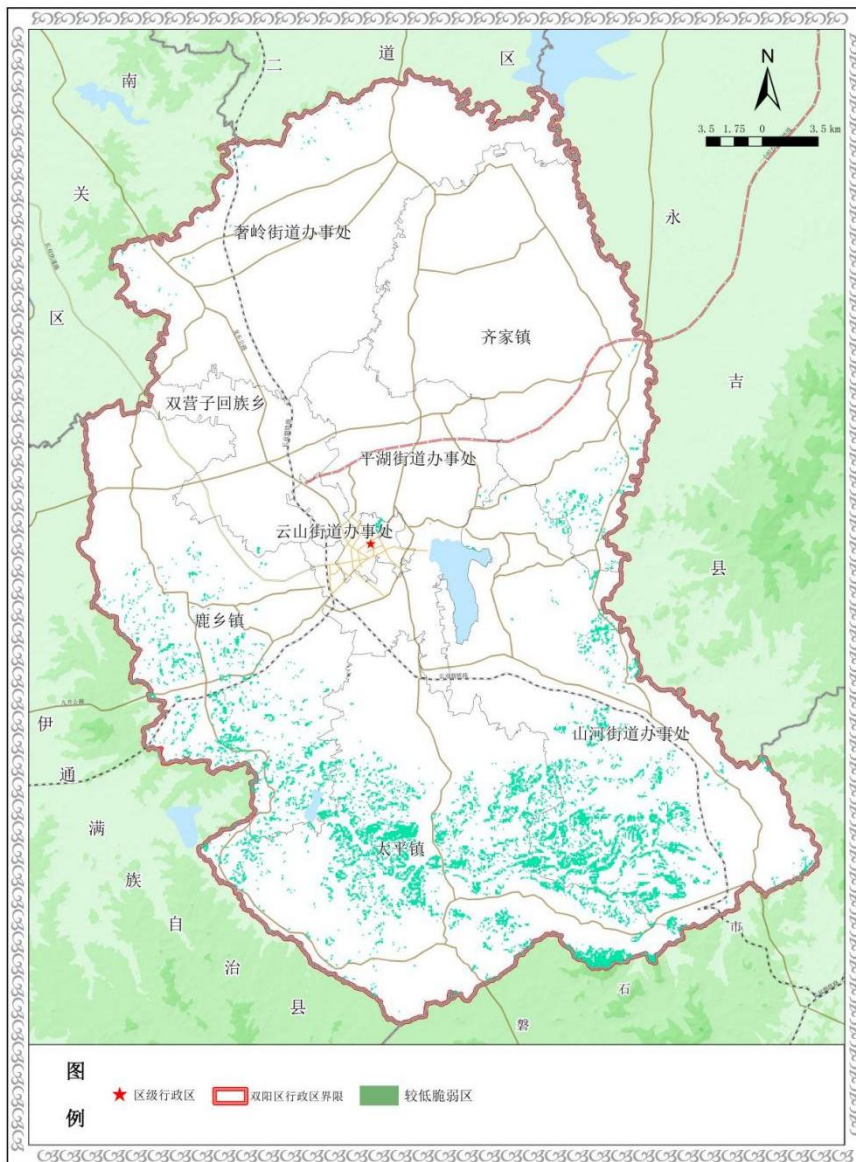 二道区
南关区
N
3.5 1.75 0 3.5 km
永吉县
奢岭街道办事处
齐家镇
双营子回族乡
平湖街道办事处
云山街道办事处
鹿乡镇
山河街道办事处
太平镇
伊通满族自治县
磐石市
图例
区级行政区
双阳区行政区界限
较低脆弱区